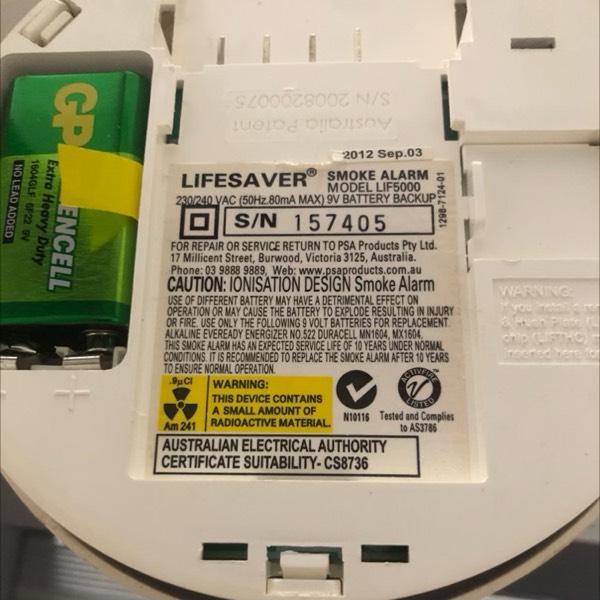 S/N 2008200075
Australia Patent
2012 Sep.03
LIFESAVER® SMOKE ALARM
MODEL LIF5000
230/240 VAC (50Hz.80mA MAX) 9V BATTERY BACKUP
1298-7124-01
S/N 157405
FOR REPAIR OR SERVICE RETURN TO PSA Products Pty Ltd.
17 Millicent Street, Burwood, Victoria 3125, Australia.
Phone: 03 9888 9889, Web: www.psaproducts.com.au
CAUTION: IONISATION DESIGN Smoke Alarm
USE OF DIFFERENT BATTERY MAY HAVE A DETRIMENTAL EFFECT ON
OPERATION OR MAY CAUSE THE BATTERY TO EXPLODE RESULTING IN INJURY
OR FIRE. USE ONLY THE FOLLOWING 9 VOLT BATTERIES FOR REPLACEMENT.
ALKALINE EVEREADY ENERGIZER NO.522 DURACELL MN1604, MX1604.
THIS SMOKE ALARM HAS AN EXPECTED SERVICE LIFE OF 10 YEARS UNDER NORMAL
CONDITIONS. IT IS RECOMMENDED TO REPLACE THE SMOKE ALARM AFTER 10 YEARS
TO ENSURE NORMAL OPERATION.
.9µCi
Am 241
WARNING:
THIS DEVICE CONTAINS
A SMALL AMOUNT OF
RADIOACTIVE MATERIAL.
N10116
ACTIVFIRE
LISTED
Tested and Complies
to AS3786
AUSTRALIAN ELECTRICAL AUTHORITY
CERTIFICATE SUITABILITY- CS8736
GP
ENCELL
Extra Heavy Duty
1604GLF 6F22 9V
NO LEAD ADDED
- +
WARNING:
If you install a
& Hush
chip
inserted here